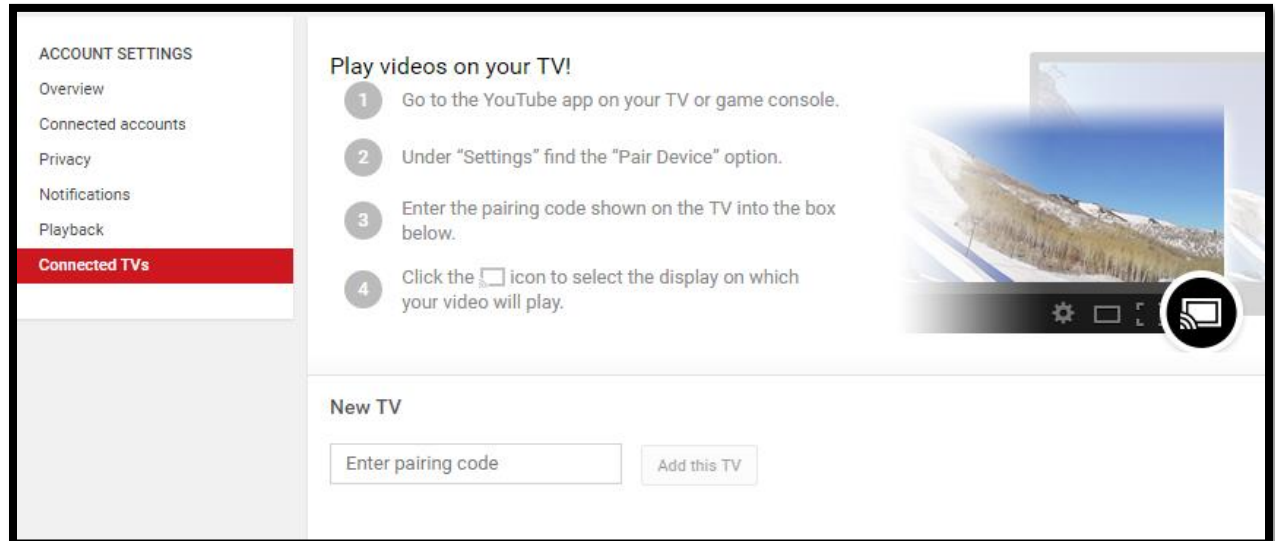 ACCOUNT SETTINGS
Overview
Connected accounts
Privacy
Notifications
Playback
Connected TVs
Play videos on your TV!
1 Go to the YouTube app on your TV or game console.
2 Under “Settings” find the "Pair Device" option.
3 Enter the pairing code shown on the TV into the box
below.
4 Click the icon to select the display on which
your video will play.
New TV
Enter pairing code
Add this TV